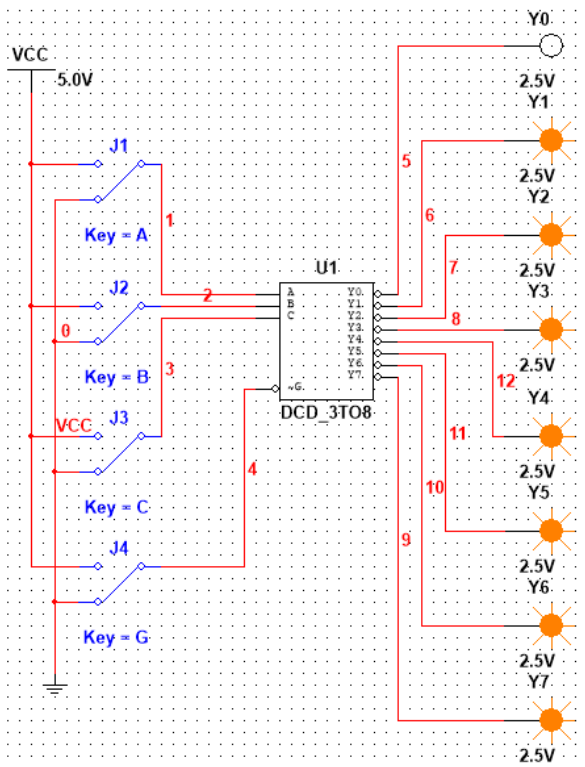 VCC
5.0V
J1
Key = A
1
J2
2
0
Key = B
3
VCC
J3
Key = C
4
J4
Key = G
U1
A
B
C
~G
Y0
Y1
Y2
Y3
Y4
Y5
Y6
Y7
DCD_3TO8
5
6
7
8
12
11
10
9
Y0
2.5V
Y1
2.5V
Y2
2.5V
Y3
2.5V
Y4
2.5V
Y5
2.5V
Y6
2.5V
Y7
2.5V